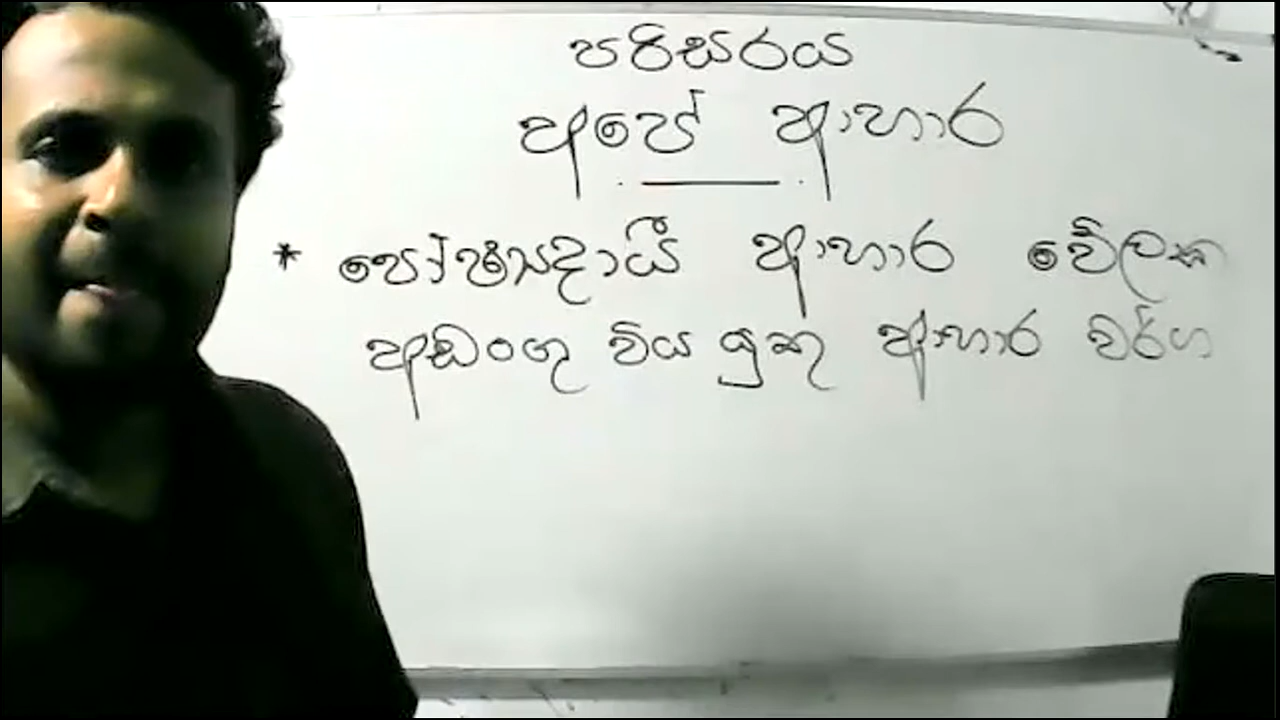 පරිසරය
අපේ ආහාර
* පෝෂ්‍යදායී ආහාර වේලක
අඩංගු විය යුතු ආහාර වර්ග